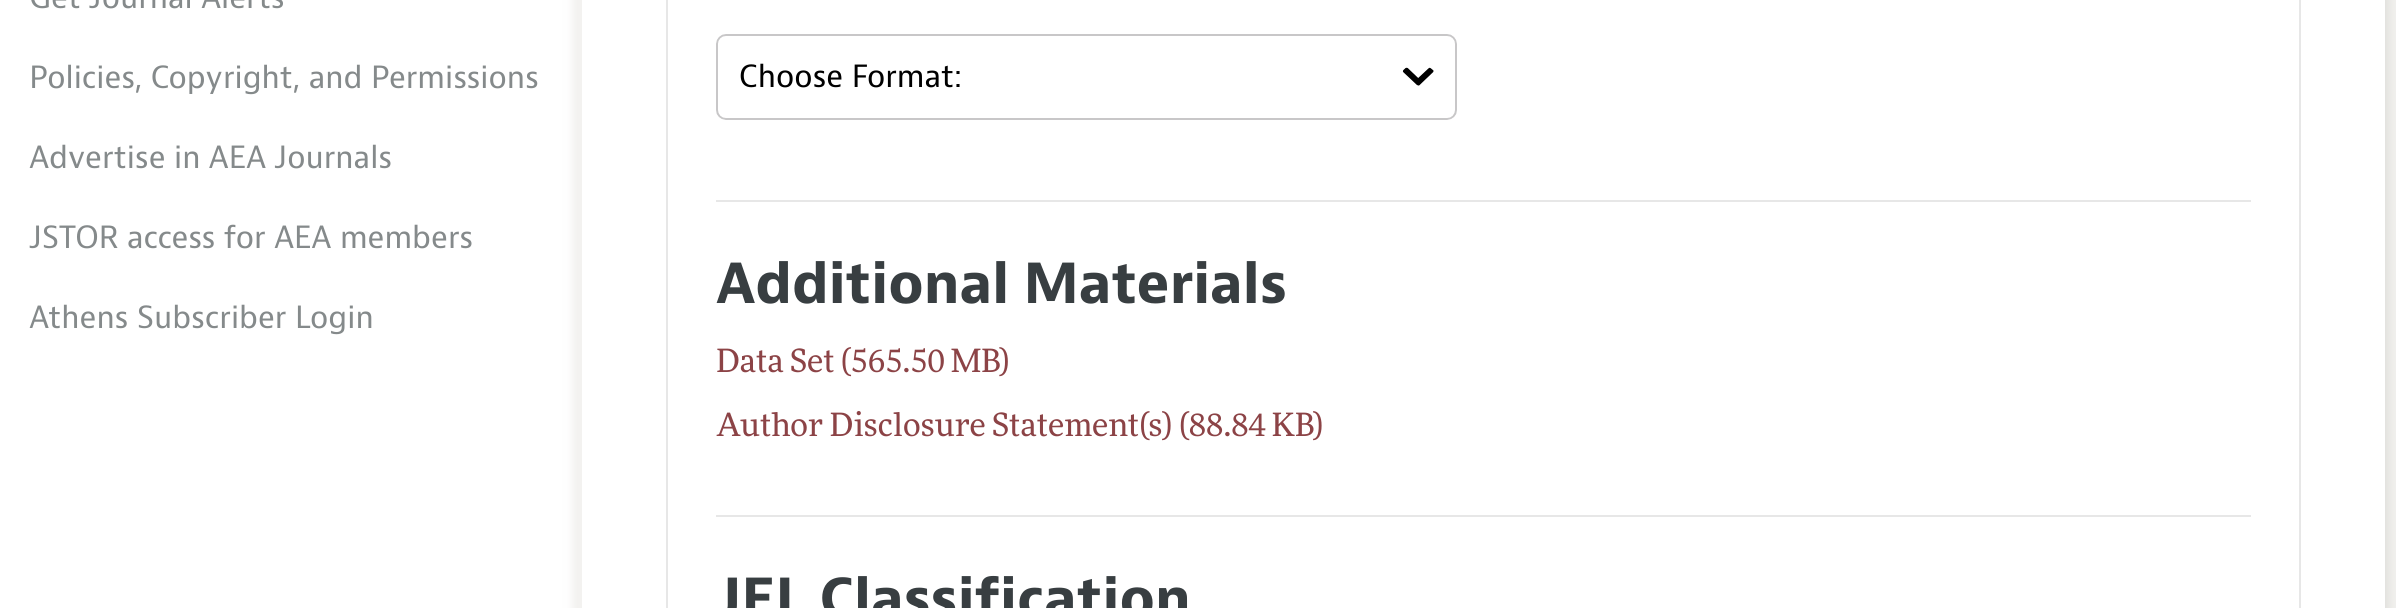 Get Journal Alerts
Policies, Copyright, and Permissions
Advertise in AEA Journals
JSTOR access for AEA members
Athens Subscriber Login
Choose Format:
Additional Materials
Data Set (565.50 MB)
Author Disclosure Statement(s) (88.84 KB)
JEL Classification